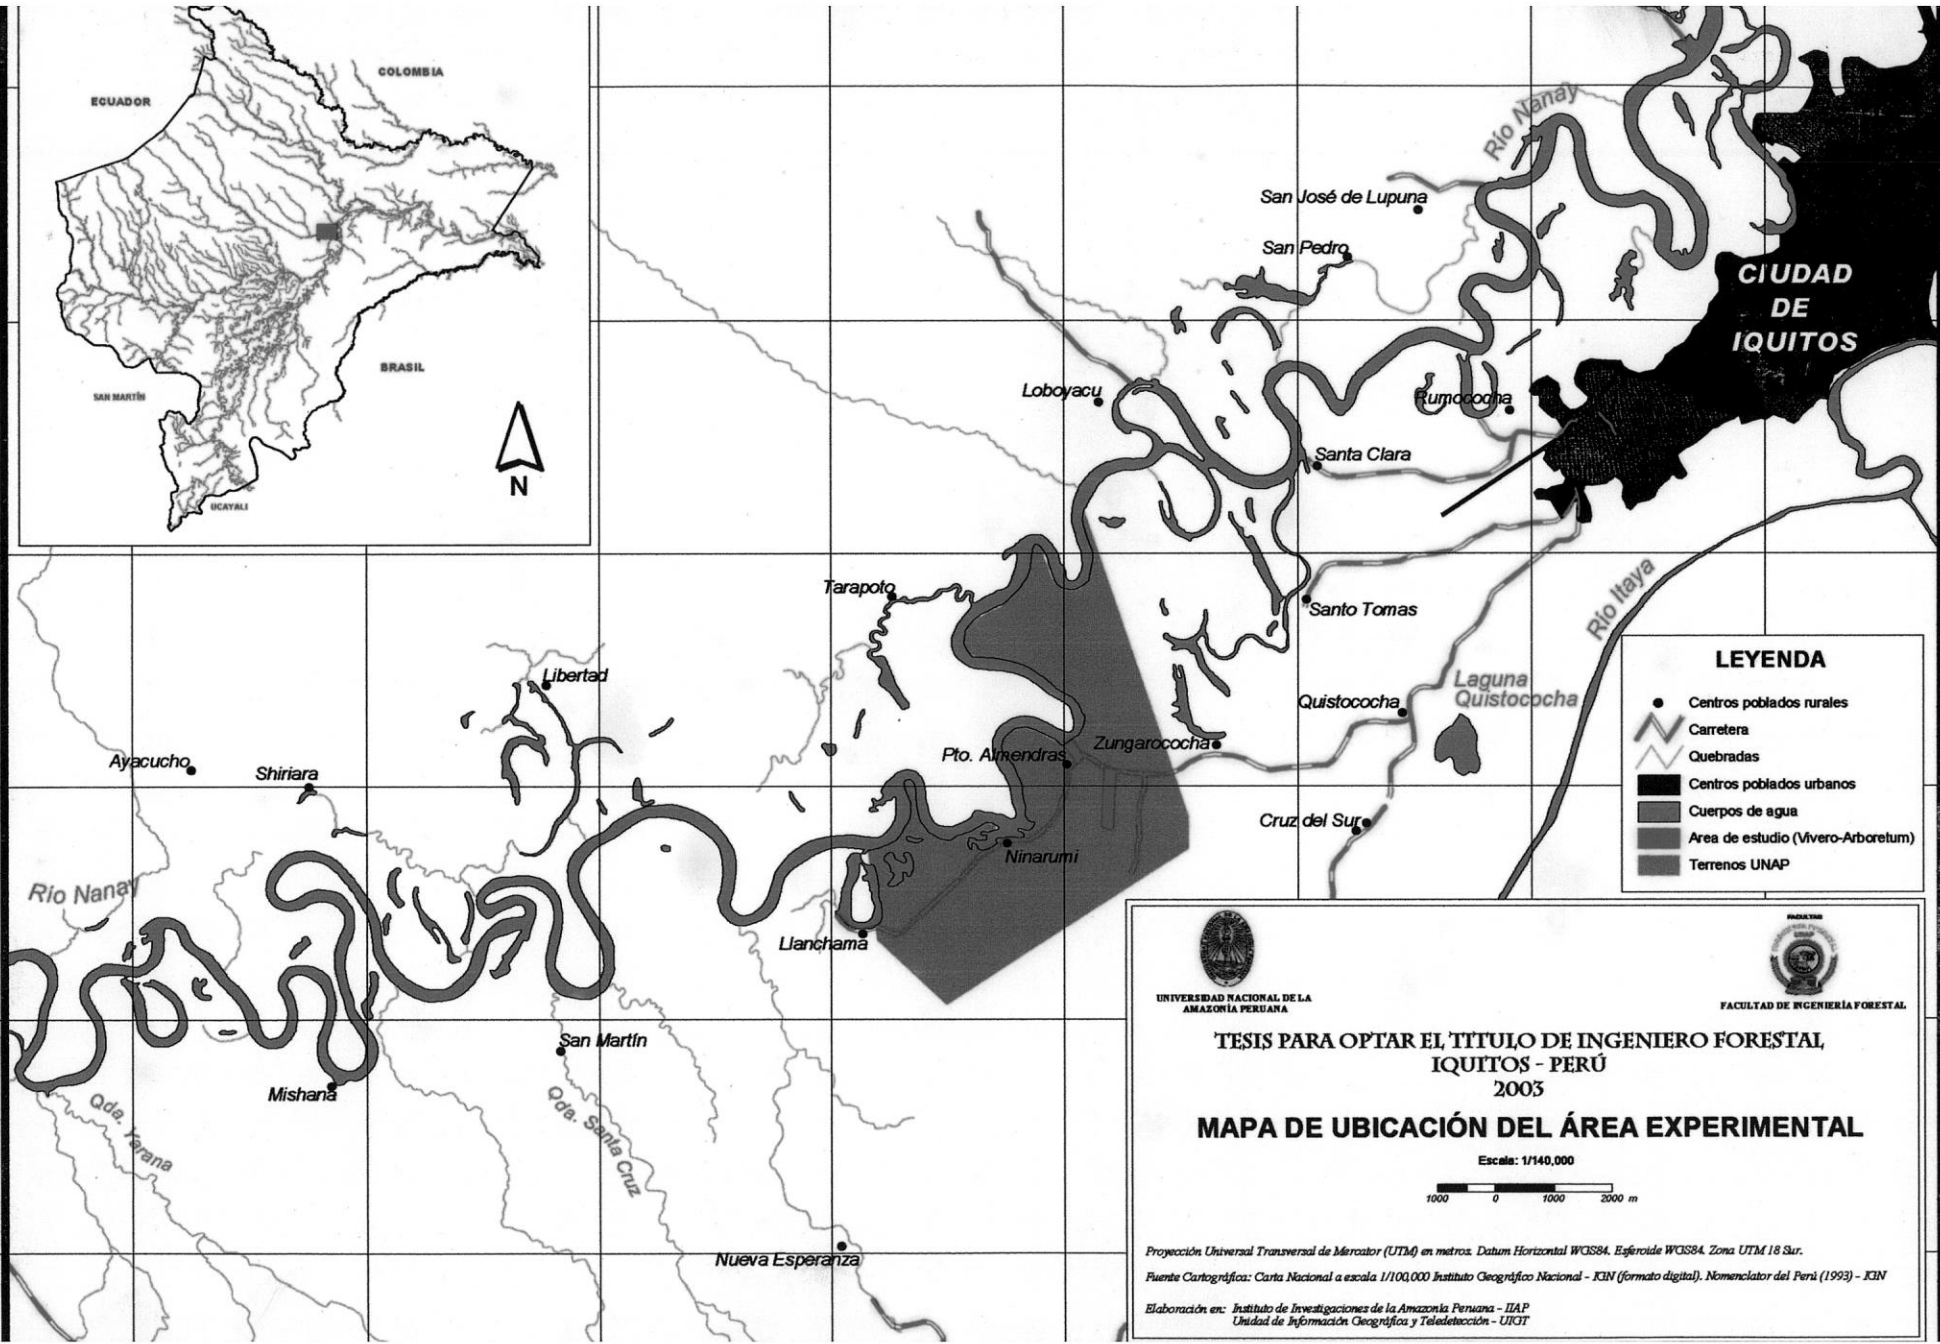 COLOMBIA
ECUADOR
BRASIL
SAN MARTÍN
UCAYALI
N
Río Nanay
San José de Lupuna
San Pedro
CIUDAD
DE
IQUITOS
Loboyacu
Rumococha
Santa Clara
Tarapoto
Santo Tomas
Río Itaya
Libertad
Laguna
Quistococha
Quistococha
Ayacucho
Shiriara
Pto. Almendras
Zungarococha
Cruz del Sur
Ninarumi
Río Nanay
Llanchama
San Martín
Mishana
Qda. Yarana
Qda. Santa Cruz
Nueva Esperanza
LEYENDA
Centros poblados rurales
Carretera
Quebradas
Centros poblados urbanos
Cuerpos de agua
Area de estudio (Vivero-Arboretum)
Terrenos UNAP
FACULTAD
UNIVERSIDAD NACIONAL DE LA
AMAZONÍA PERUANA
FACULTAD DE INGENIERÍA FORESTAL
TESIS PARA OPTAR EL TITULO DE INGENIERO FORESTAL
IQUITOS - PERÚ
2003
MAPA DE UBICACIÓN DEL ÁREA EXPERIMENTAL
Escala: 1/140,000
1000 0 1000 2000 m
Proyección Universal Transversal de Mercator (UTM) en metros. Datum Horizontal WGS84. Esferoide WGS84. Zona UTM 18 Sur.
Fuente Cartográfica: Carta Nacional a escala 1/100,000 Instituto Geográfico Nacional - IGN (formato digital). Nomenclator del Perú (1993) - IGN
Elaboración en: Instituto de Investigaciones de la Amazonía Peruana - IIAP
Unidad de Información Geográfica y Teledetección - UIGT